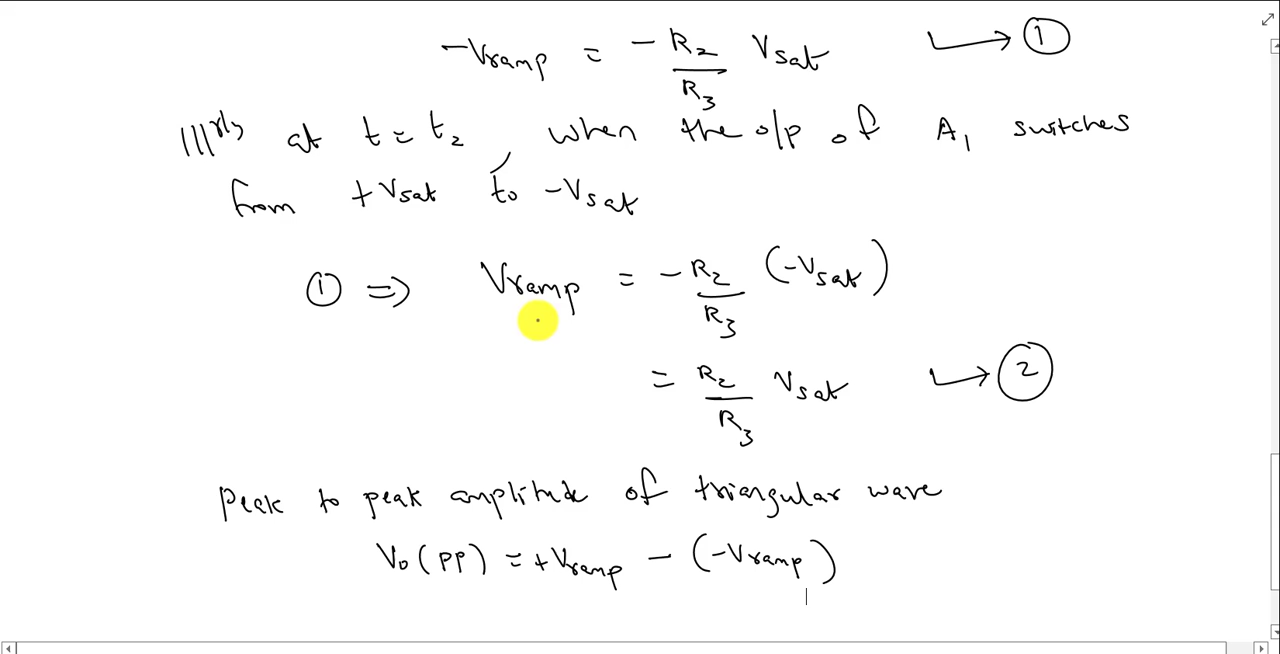 -Vramp = - R2/R3 Vsat → ①
|||rly at t = t2, when the o/p of A1 switches
from +Vsat to -Vsat
① ⇒ Vramp = - R2/R3 (-Vsat)
= R2/R3 Vsat → ②
Peak to peak amplitude of triangular wave
Vo(PP) = +Vramp - (-Vramp)